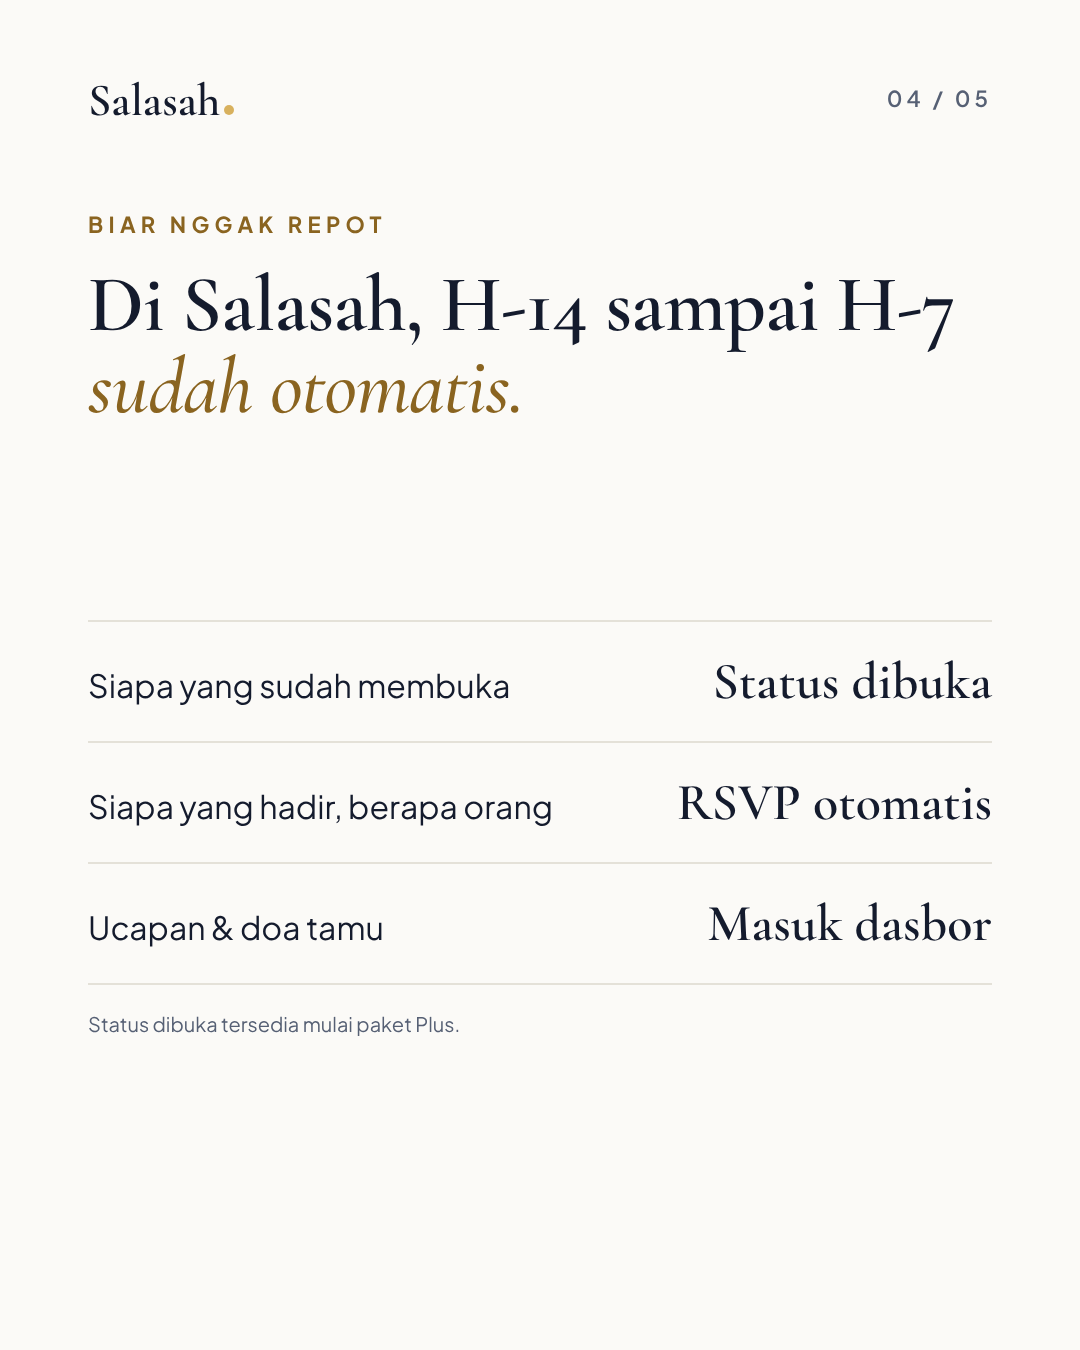 Salasah.
04 / 05
BIAR NGGAK REPOT
Di Salasah, H-14 sampai H-7
sudah otomatis.
Siapa yang sudah membuka
Status dibuka
Siapa yang hadir, berapa orang
RSVP otomatis
Ucapan & doa tamu
Masuk dasbor
Status dibuka tersedia mulai paket Plus.